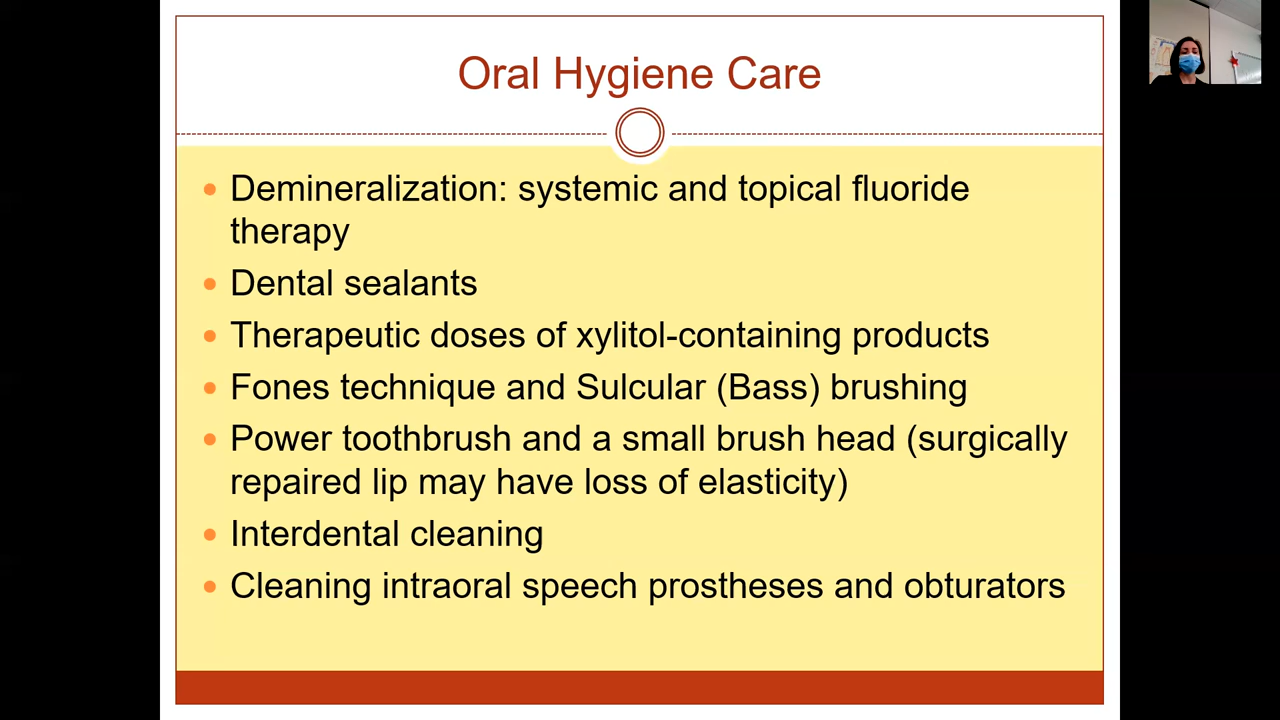 Oral Hygiene Care
• Demineralization: systemic and topical fluoride
therapy
• Dental sealants
• Therapeutic doses of xylitol-containing products
• Fones technique and Sulcular (Bass) brushing
• Power toothbrush and a small brush head (surgically
repaired lip may have loss of elasticity)
• Interdental cleaning
• Cleaning intraoral speech prostheses and obturators